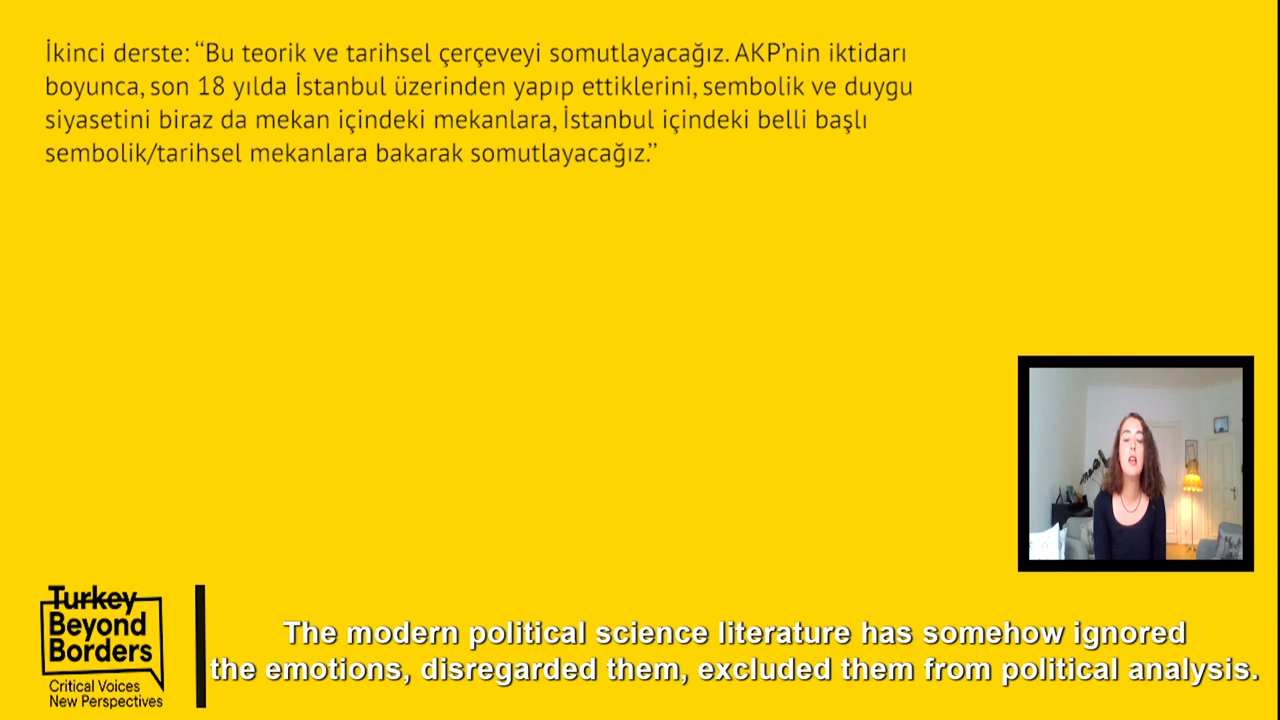 İkinci derste: “Bu teorik ve tarihsel çerçeveyi somutlayacağız. AKP’nin iktidarı
boyunca, son 18 yılda İstanbul üzerinden yapıp ettiklerini, sembolik ve duygu
siyasetini biraz da mekan içindeki mekanlara, İstanbul içindeki belli başlı
sembolik/tarihsel mekanlara bakarak somutlayacağız.”
Turkey
Beyond
Borders
Critical Voices
New Perspectives
The modern political science literature has somehow ignored
the emotions, disregarded them, excluded them from political analysis.